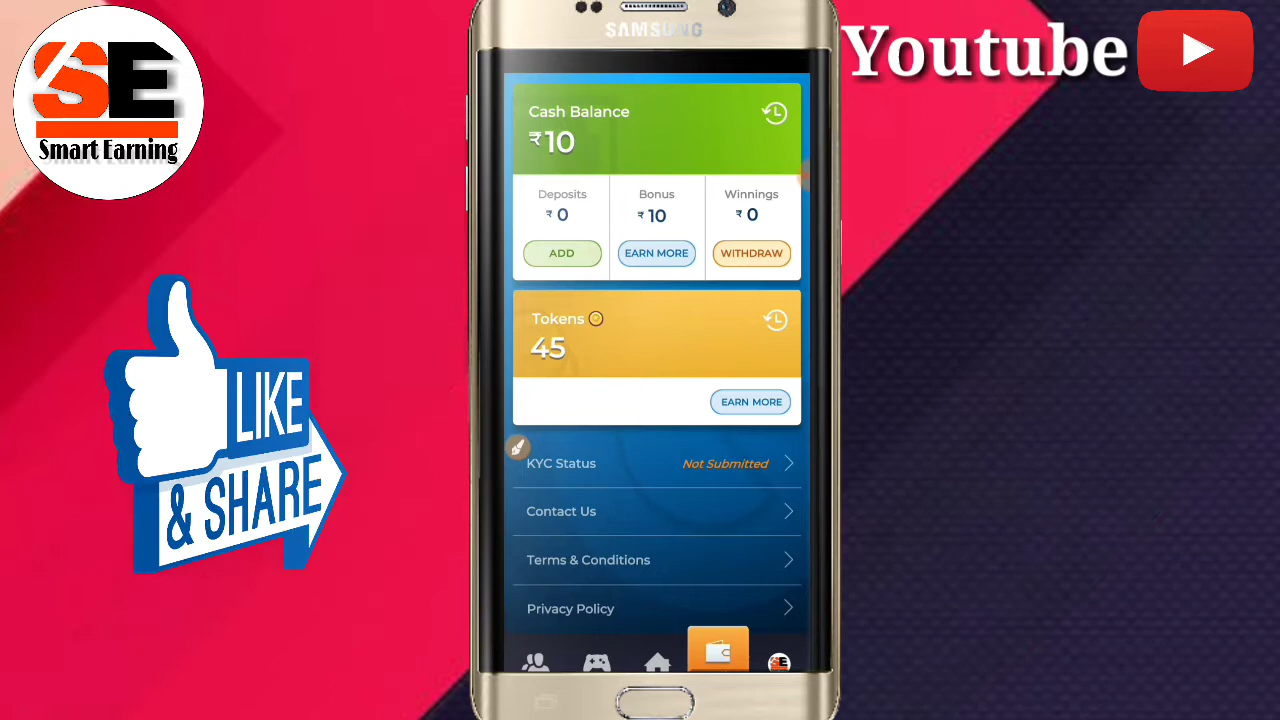 SE
Smart Earning
Youtube
SAMSUNG
Cash Balance
₹10
Deposits
₹ 0
ADD
Bonus
₹ 10
EARN MORE
Winnings
₹ 0
WITHDRAW
Tokens
45
EARN MORE
KYC Status Not Submitted
Contact Us
Terms & Conditions
Privacy Policy
SE
LIKE
& SHARE